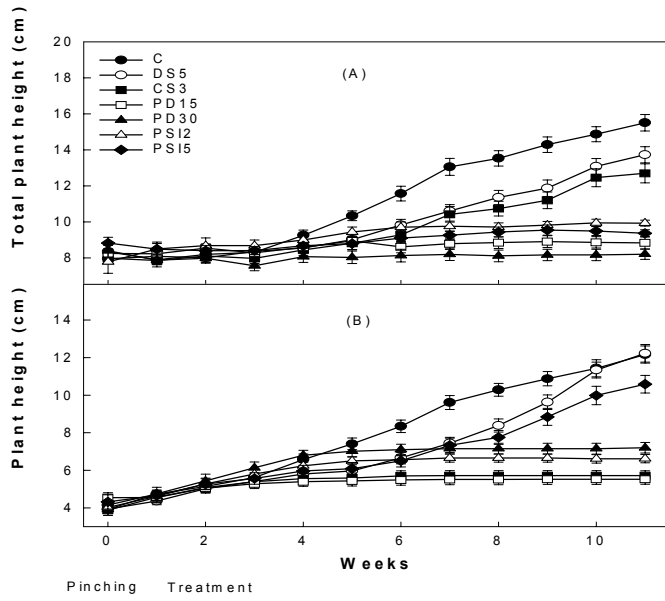 Total plant height (cm)
20
18
16
14
12
10
8
C
DS5
CS3
PD15
PD30
PSI2
PSI5
(A)
Plant height (cm)
14
12
10
8
6
4
(B)
0 2 4 6 8 10
Weeks
Pinching Treatment